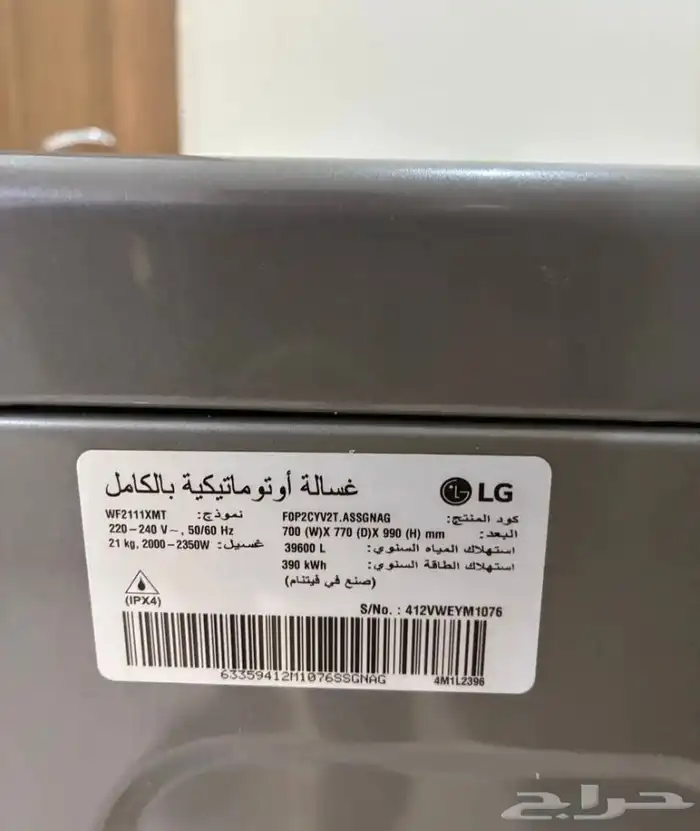 غسالة أوتوماتيكية بالكامل LG
كود المنتج: F0P2CYV2T.ASSGNAG نموذج: WF2111XMT
البعد: 700 (W)X 770 (D)X 990 (H) mm 220-240 V~, 50/60 Hz
استهلاك المياه السنوي: 39600 L غسيل: 21 kg, 2000-2350W
استهلاك الطاقة السنوي: 390 kWh
(صنع في فيتنام)
(IPX4)
S/No. : 412VWEYM1076
63359412M1076SSGNAG 4M1L2396
حراج